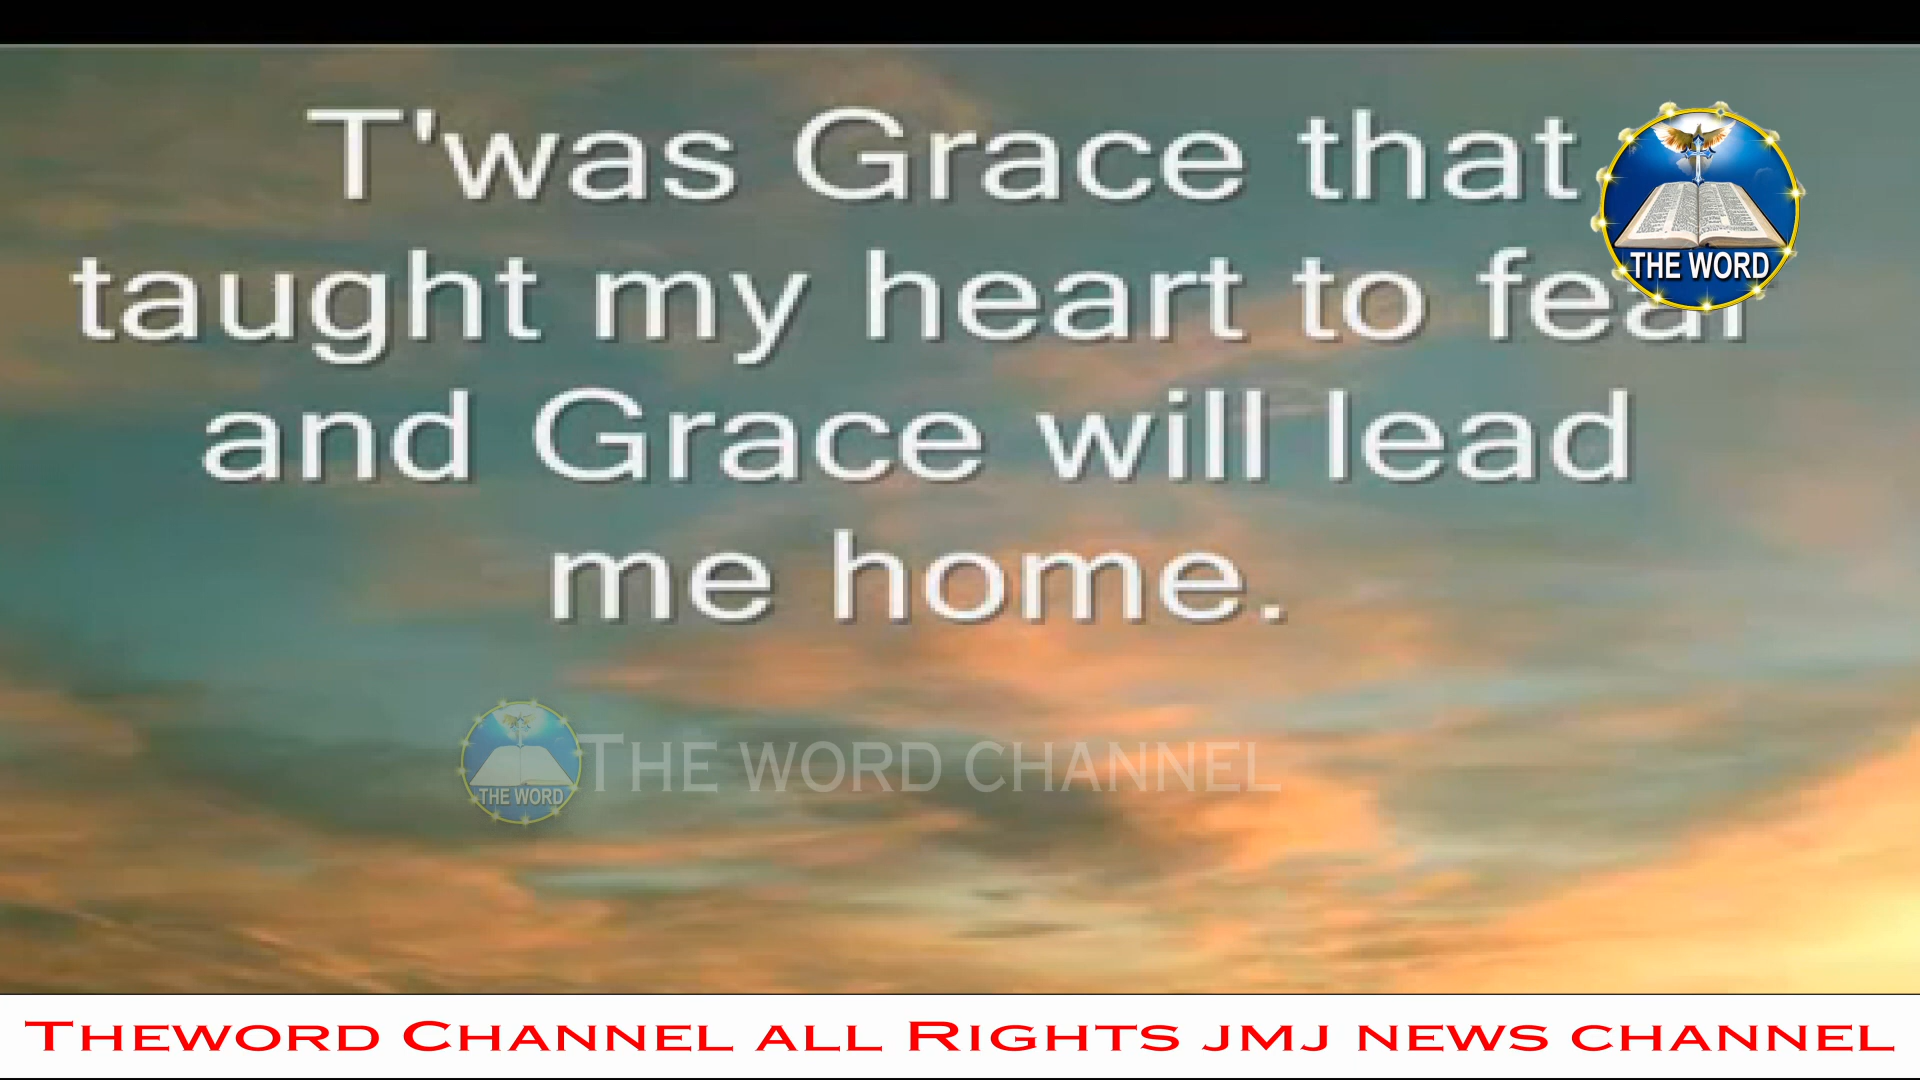 T'was Grace that
taught my heart to fear
and Grace will lead
me home.
THE WORD
THE WORD
THE WORD CHANNEL
THEWORD CHANNEL ALL RIGHTS JMJ NEWS CHANNEL